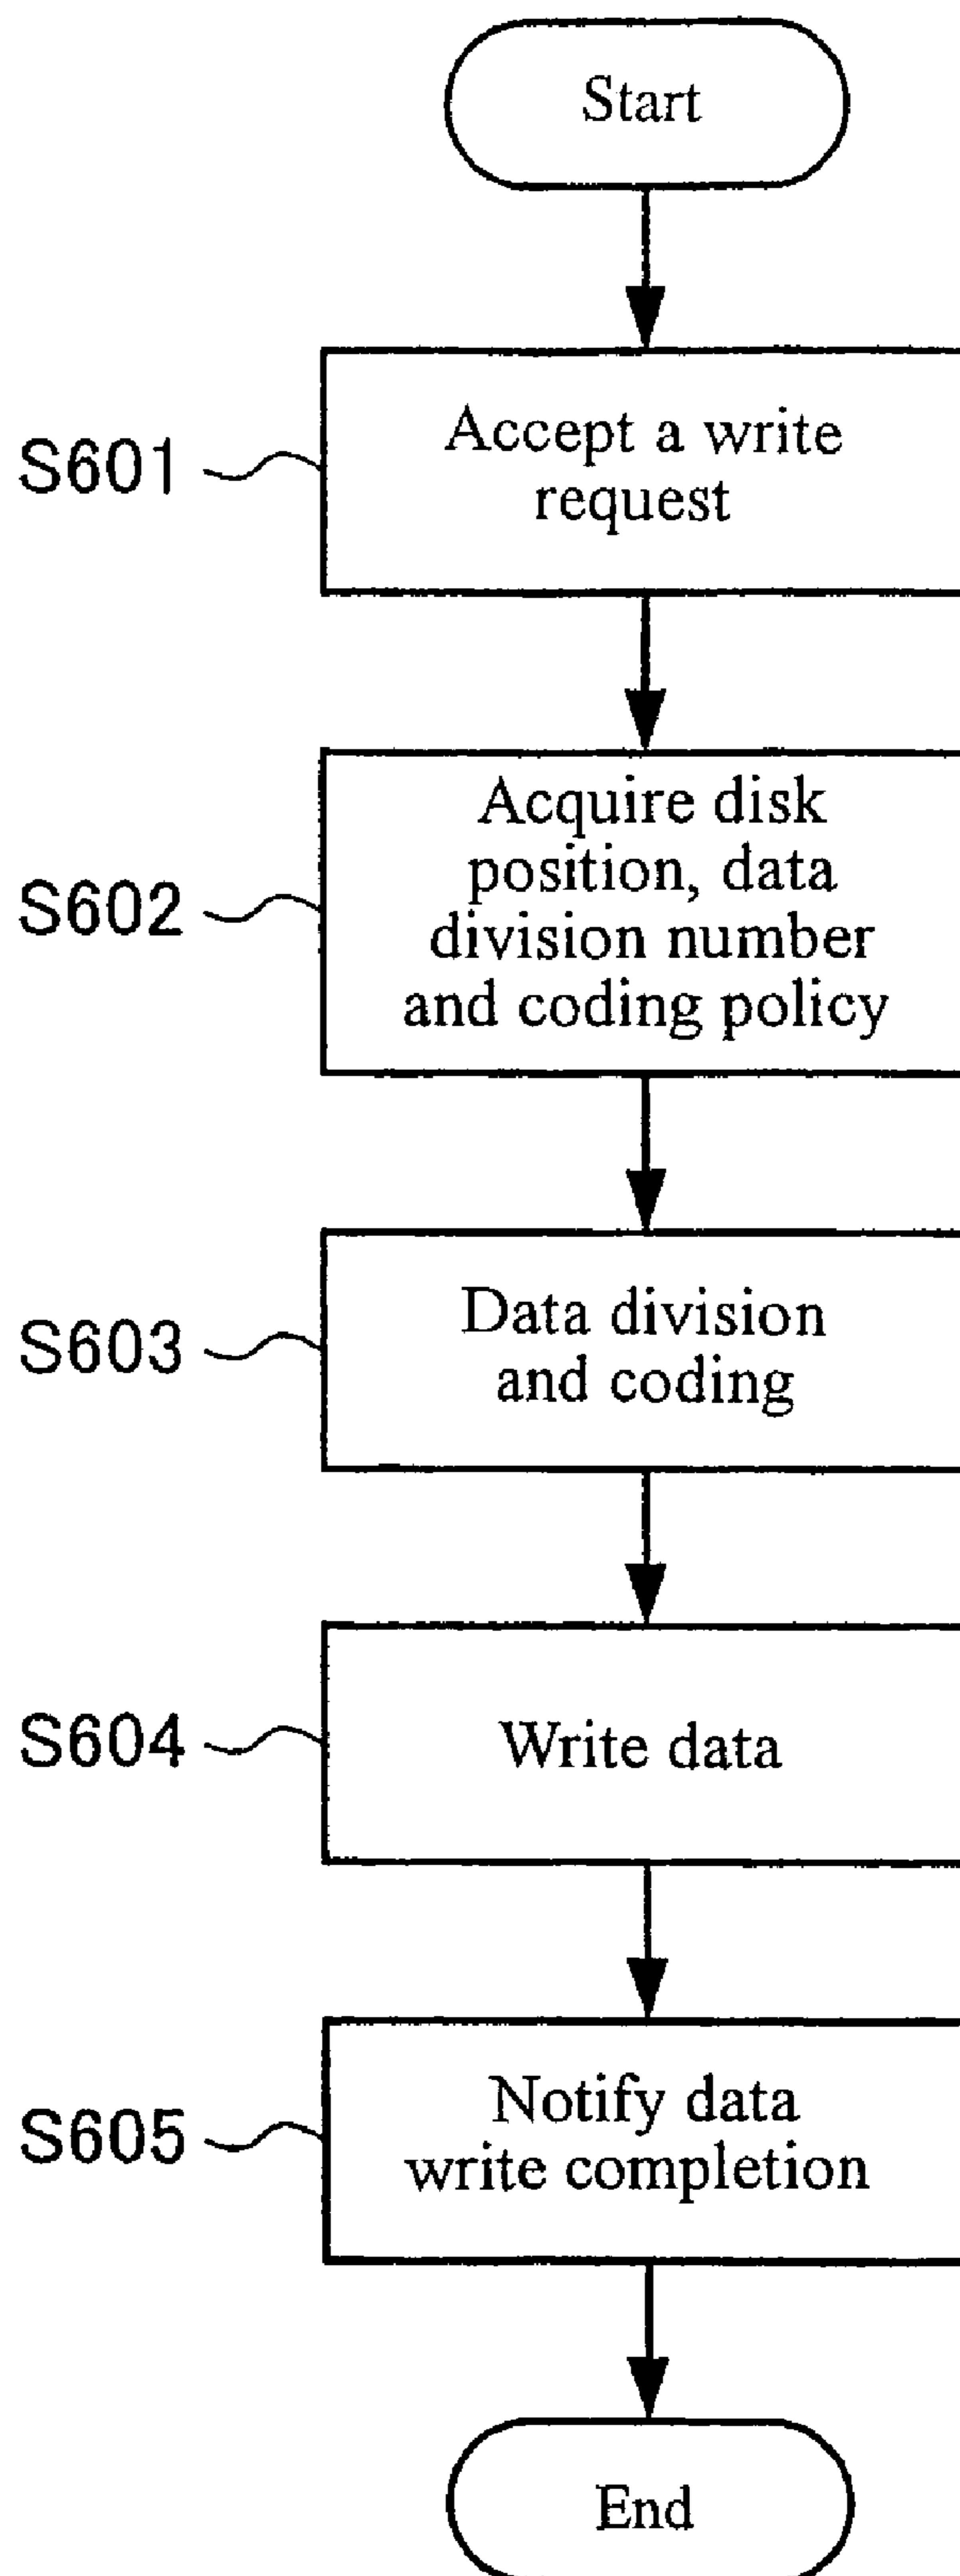 Start
S601
Accept a write
request
S602
Acquire disk
position, data
division number
and coding policy
S603
Data division
and coding
S604
Write data
S605
Notify data
write completion
End